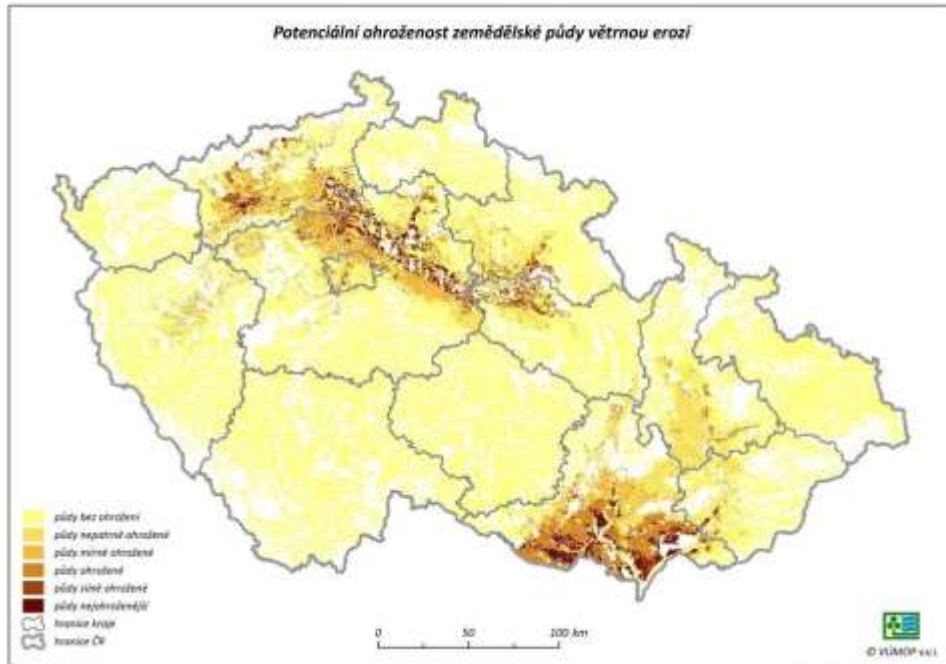 Potenciální ohroženost zemědělské půdy větrnou erozí
půdy bez ohrožení
půdy nepatrně ohrožené
půdy mírně ohrožené
půdy ohrožené
půdy silně ohrožené
půdy nejohroženější
hranice kraje
hranice ČR
0 50 100 km
© VÚMOP v.v.i.